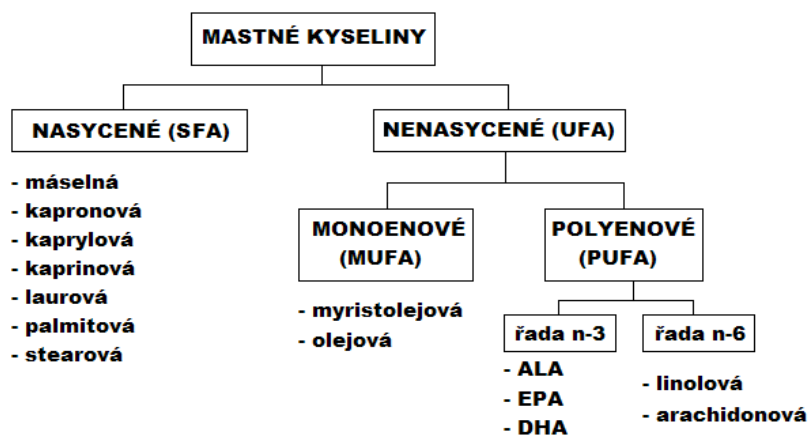 MASTNÉ KYSELINY
NASYCENÉ (SFA)
- máselná
- kapronová
- kaprylová
- kaprinová
- laurová
- palmitová
- stearová
NENASYCENÉ (UFA)
MONOENOVÉ
(MUFA)
- myristolejová
- olejová
POLYENOVÉ
(PUFA)
řada n-3
- ALA
- EPA
- DHA
řada n-6
- linolová
- arachidonová